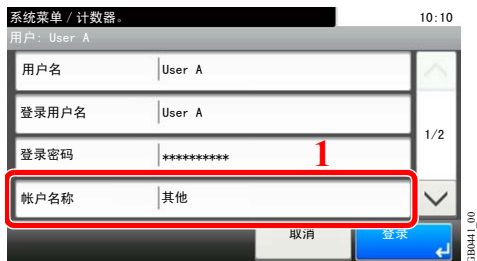 系统菜单 / 计数器。 10:10
用户: User A
用户名 User A
登录用户名 User A
1/2
登录密码 ********** 1
帐户名称 其他
取消 登录
GB0441_00